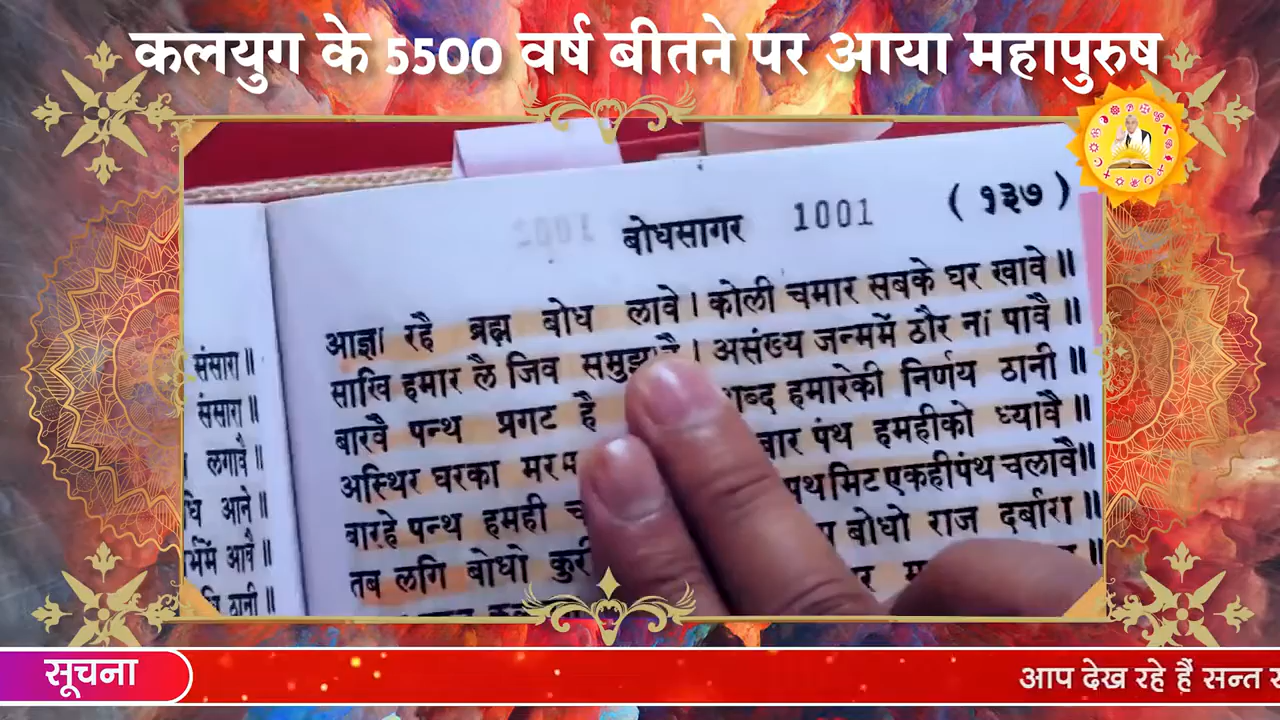 कलयुग के 5500 वर्ष बीतने पर आया महापुरुष
बोधसागर 1001 ( १३७ )
आज्ञा रहै ब्रह्म बोध लावे । कोली चमार सबके घर खावे ॥
साखि हमार लै जिव समुझावै । असंख्य जन्ममें ठौर ना पावै ॥
बारवै पन्थ प्रगट है शब्द हमारेकी निर्णय ठानी ॥
अस्थिर घरका मरम पंथ हमहीको ध्यावै ॥
बारहे पन्थ हमही पथमिट एकहीपंथ चलावै॥
तब लगि बोधो बोधो राज दर्बारा ॥
संसारा ॥
संसारा ॥
लगावै ॥
आने ॥
आवै ॥
ठानी ॥
सूचना
आप देख रहे हैं सन्त